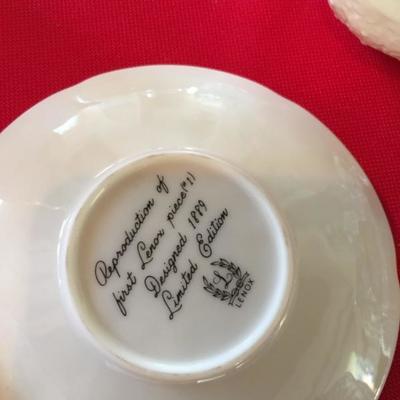 Reproduction of
first Lenox piece(#1)
Designed 1889
Limited Edition
L
LENOX